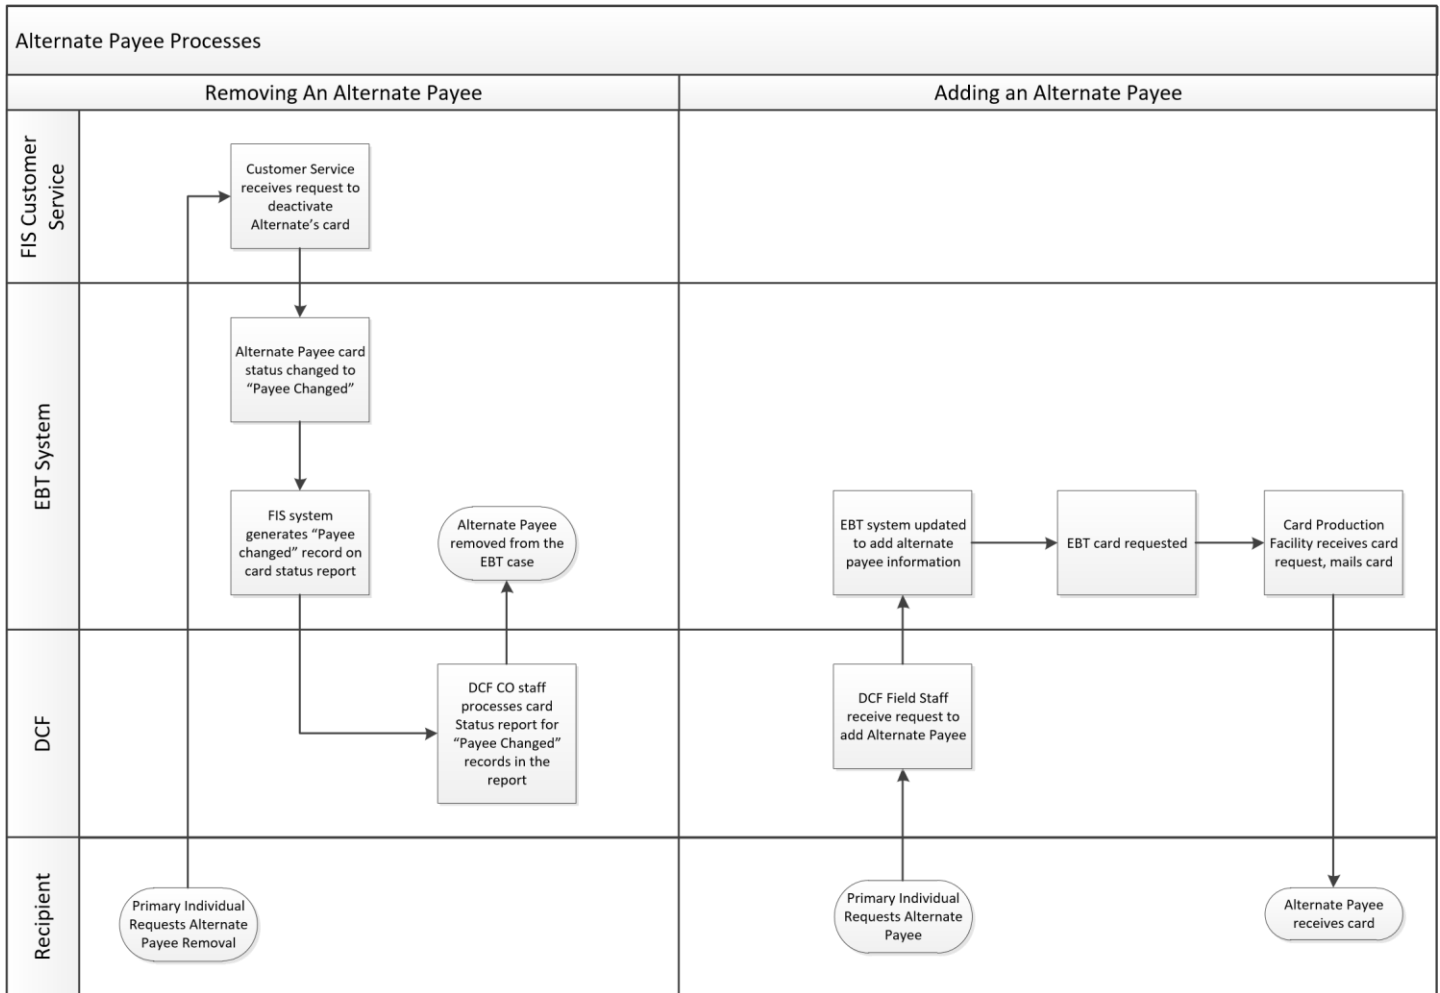 Alternate Payee Processes
Removing An Alternate Payee
Adding an Alternate Payee
FIS Customer
Service
Customer Service
receives request to
deactivate
Alternate’s card
EBT System
Alternate Payee card
status changed to
“Payee Changed”
FIS system
generates “Payee
changed” record on
card status report
Alternate Payee
removed from the
EBT case
EBT system updated
to add alternate
payee information
EBT card requested
Card Production
Facility receives card
request, mails card
DCF
DCF CO staff
processes card
Status report for
“Payee Changed”
records in the
report
DCF Field Staff
receive request to
add Alternate Payee
Recipient
Primary Individual
Requests Alternate
Payee Removal
Primary Individual
Requests Alternate
Payee
Alternate Payee
receives card